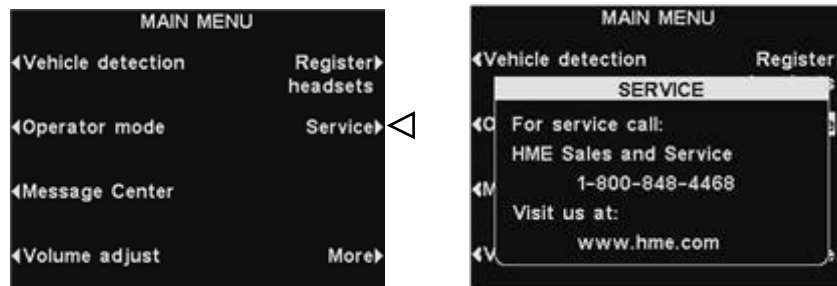 MAIN MENU
Vehicle detection Register headsets
Operator mode Service
Message Center
Volume adjust More
MAIN MENU
Vehicle detection Register
SERVICE
For service call:
HME Sales and Service
1-800-848-4468
Visit us at:
www.hme.com